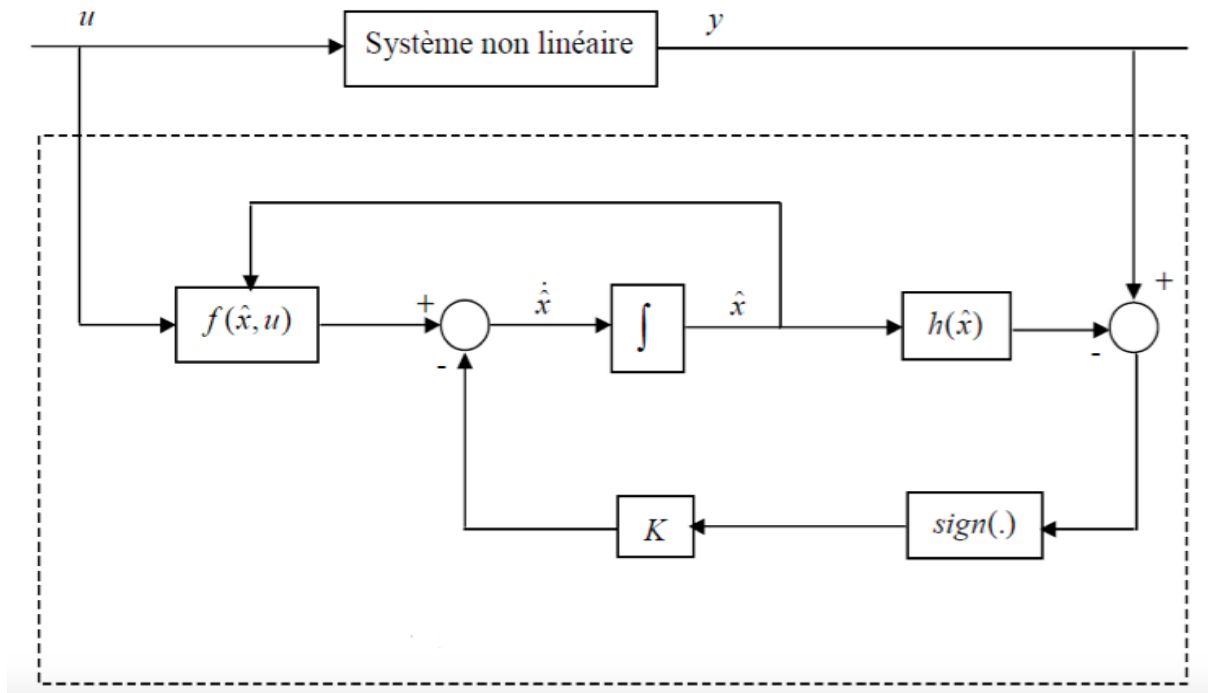 u
Système non linéaire
y
+
f(x̂, u)
+
-
ẋ̂
∫
x̂
h(x̂)
-
K
sign(.)